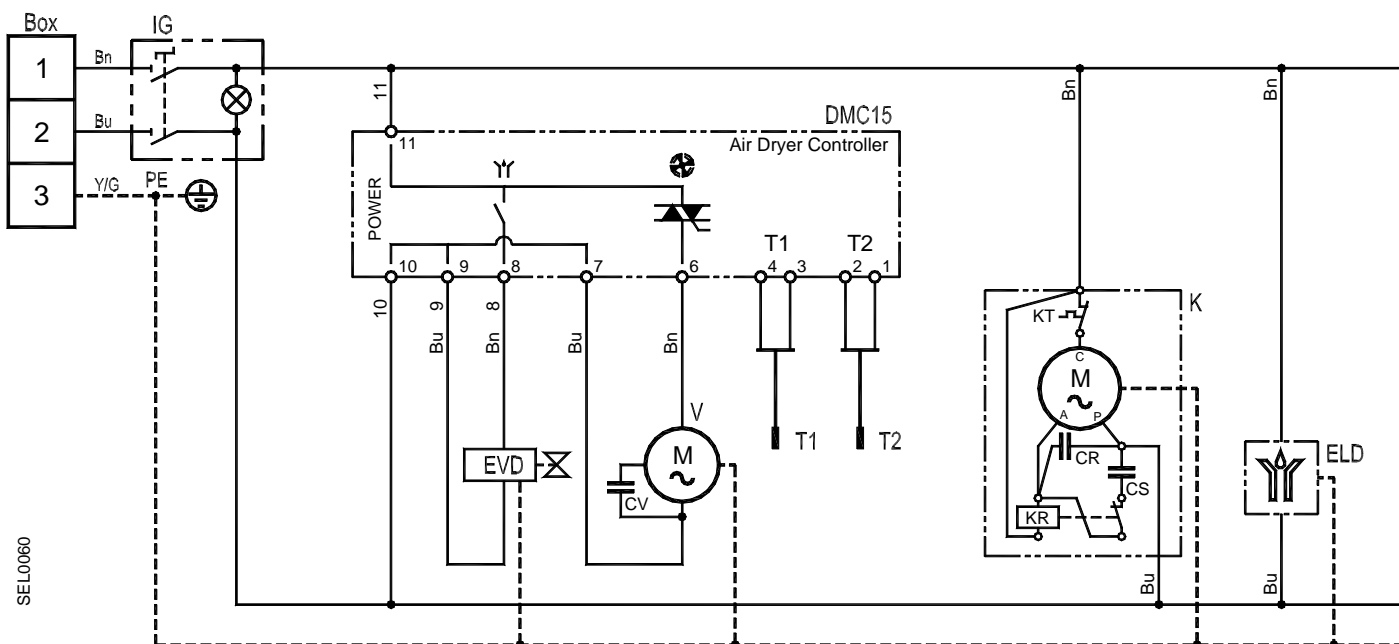 Box
IG
1
Bn
2
Bu
3
Y/G
PE
11
DMC15
11
Air Dryer Controller
POWER
T1
T2
10
9
8
7
6
4
3
2
1
10
9
8
Bu
Bn
Bu
Bn
Bn
Bn
K
KT
C
M
A
P
CR
CS
KR
Bu
V
M
CV
EVD
T1
T2
ELD
Bu
SEL0060